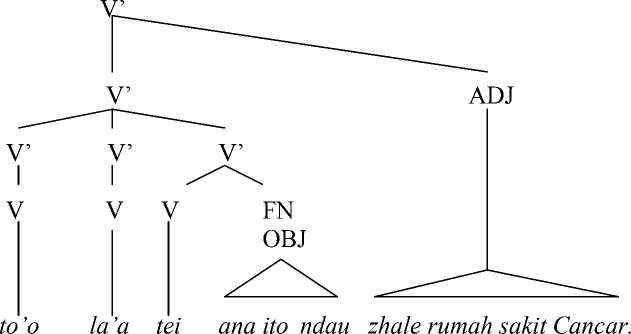 V’
V’ ADJ
V’ V’ V’
V V V FN
OBJ
to’o la’a tei ana ito ndau zhale rumah sakit Cancar.